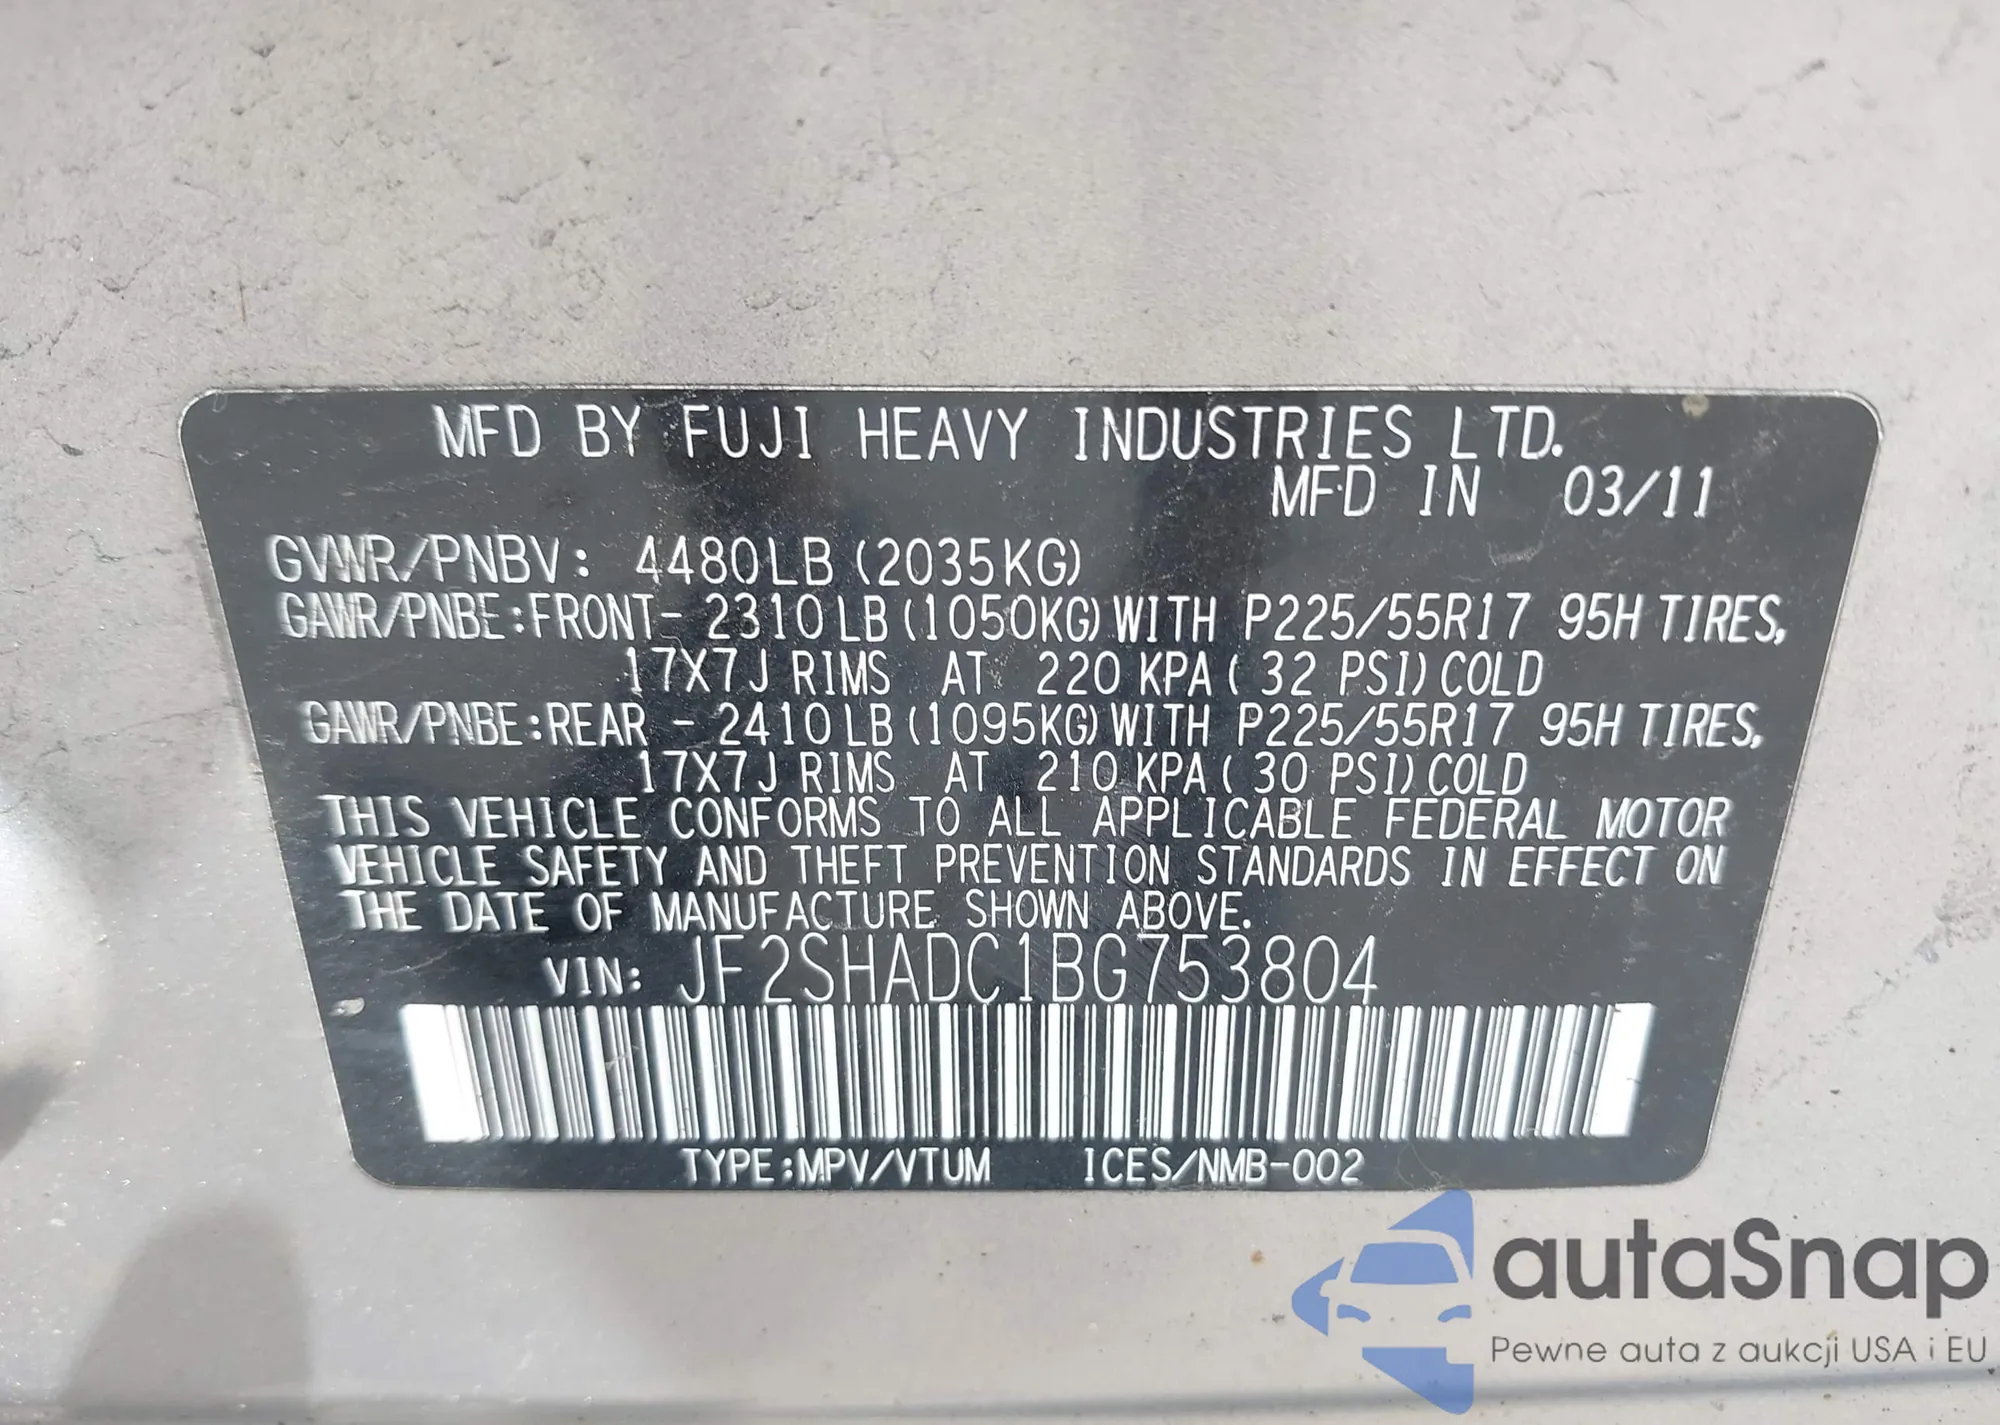 MFD BY FUJI HEAVY INDUSTRIES LTD.
MFD IN 03/11
GVWR/PNBV: 4480LB (2035KG)
GAWR/PNBE:FRONT- 2310LB (1050KG) WITH P225/55R17 95H TIRES,
17X7J RIMS AT 220 KPA ( 32 PSI) COLD
GAWR/PNBE:REAR - 2410LB (1095KG) WITH P225/55R17 95H TIRES,
17X7J RIMS AT 210 KPA ( 30 PSI) COLD
THIS VEHICLE CONFORMS TO ALL APPLICABLE FEDERAL MOTOR
VEHICLE SAFETY AND THEFT PREVENTION STANDARDS IN EFFECT ON
THE DATE OF MANUFACTURE SHOWN ABOVE.
VIN: JF2SHADC1BG753804
TYPE:MPV/VTUM ICES/NMB-002
autaSnap
Pewne auta z aukcji USA i EU